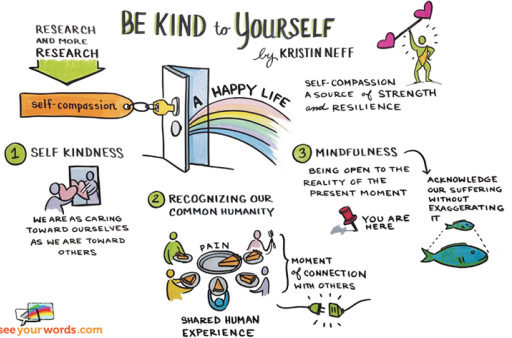 BE KIND to YOURSELF
by KRISTIN NEFF
RESEARCH
AND MORE
RESEARCH
self-compassion
A HAPPY LIFE
SELF-COMPASSION
A SOURCE of STRENGTH
and RESILIENCE
1 SELF KINDNESS
WE ARE AS CARING
TOWARD OURSELVES
AS WE ARE TOWARD
OTHERS
2 RECOGNIZING OUR
COMMON HUMANITY
PAIN
MOMENT
OF CONNECTION
WITH OTHERS
SHARED HUMAN
EXPERIENCE
3 MINDFULNESS
BEING OPEN TO THE
REALITY OF THE
PRESENT MOMENT
YOU ARE
HERE
ACKNOWLEDGE
OUR SUFFERING
WITHOUT
EXAGGERATING
IT
seeyourwords.com